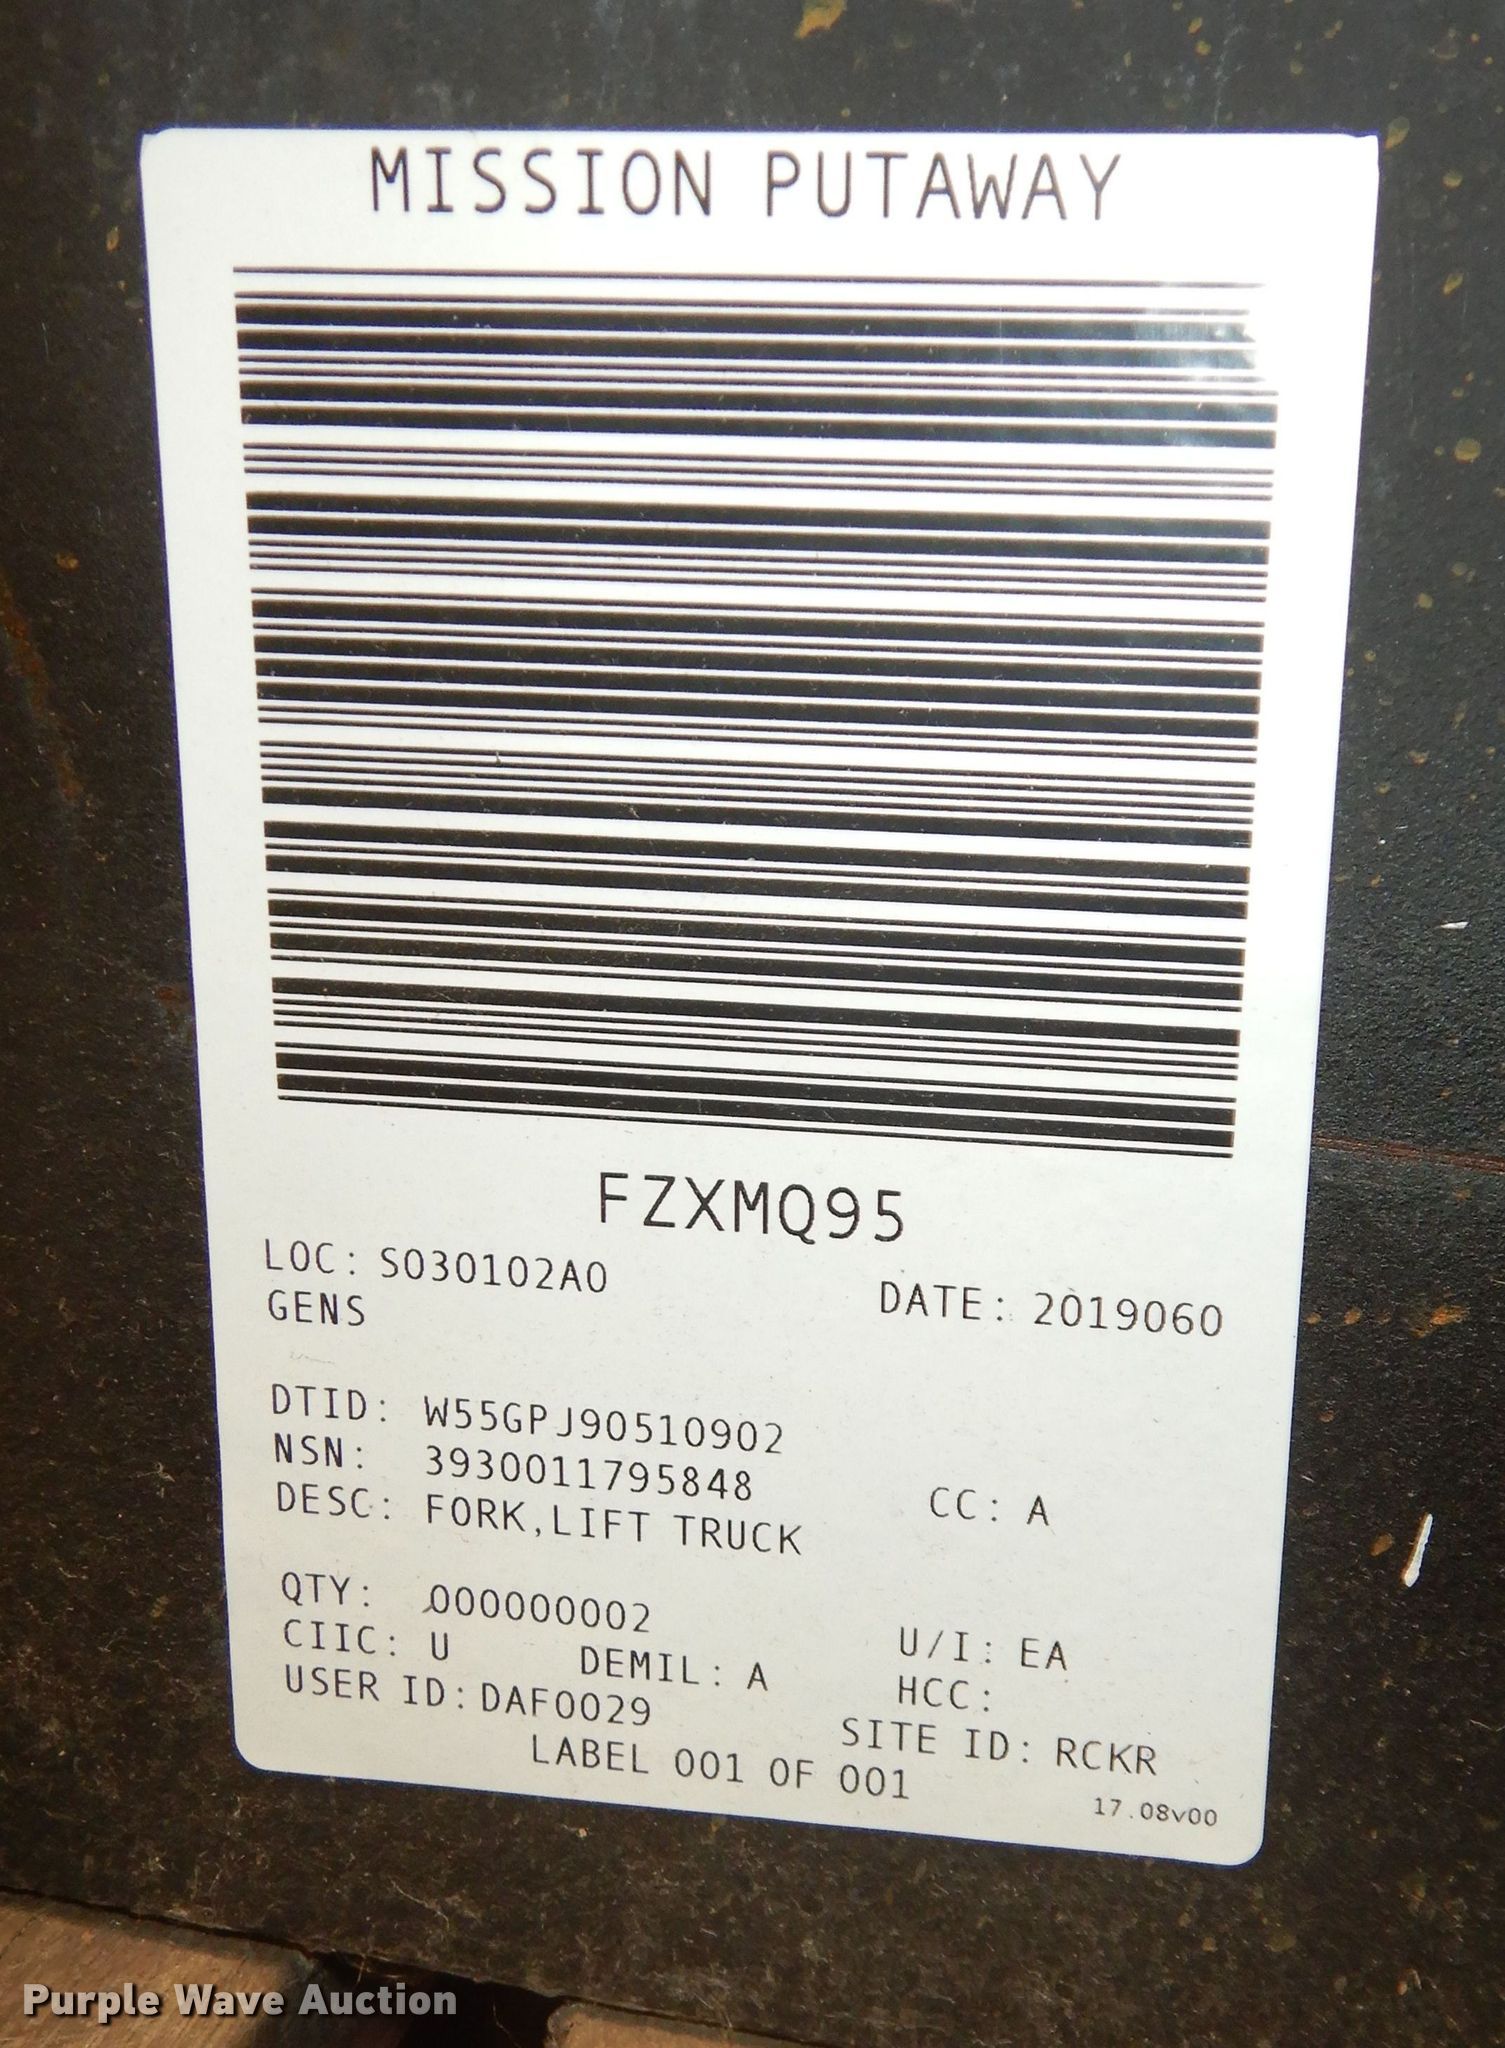 MISSION PUTAWAY
FZXMQ95
LOC: S030102A0
GENS
DATE: 2019060
DTID: W55GPJ90510902
NSN: 3930011795848
DESC: FORK,LIFT TRUCK
CC: A
QTY: 000000002
U/I: EA
CIIC: U DEMIL: A
HCC:
USER ID:DAF0029
SITE ID: RCKR
LABEL 001 OF 001
17.08v00
Purple Wave Auction